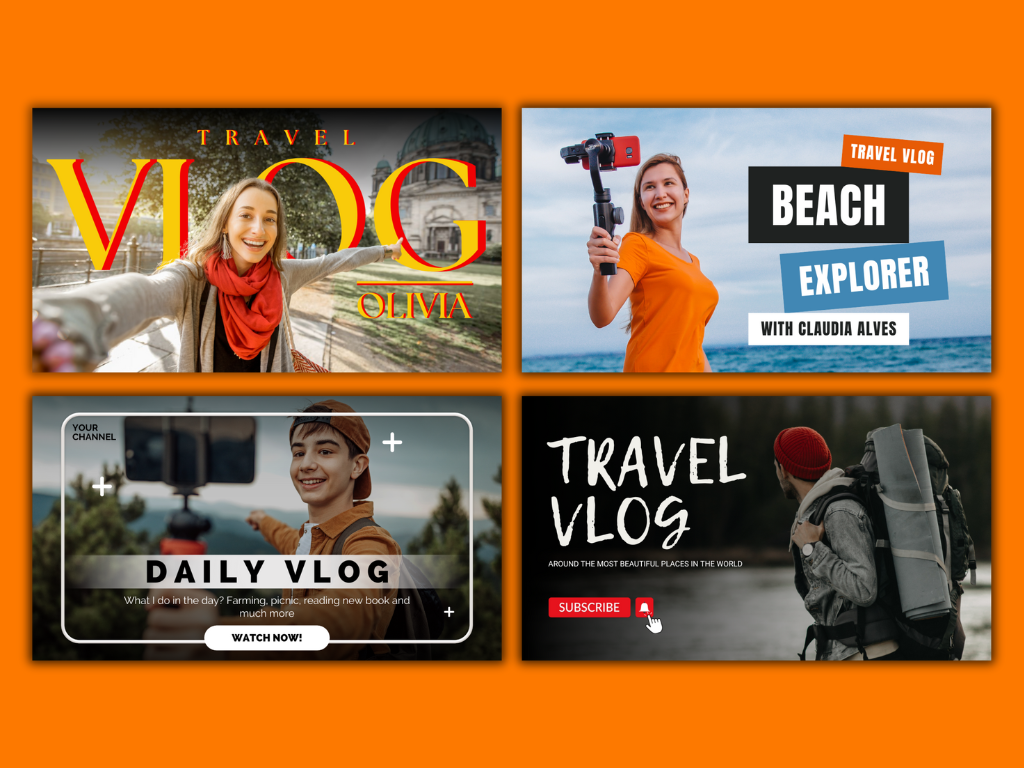 TRAVEL
VLOG
OLIVIA
TRAVEL VLOG
BEACH
EXPLORER
WITH CLAUDIA ALVES
YOUR
CHANNEL
DAILY VLOG
What I do in the day? Farming, picnic, reading new book and
much more
WATCH NOW!
TRAVEL
VLOG
AROUND THE MOST BEAUTIFUL PLACES IN THE WORLD
SUBSCRIBE